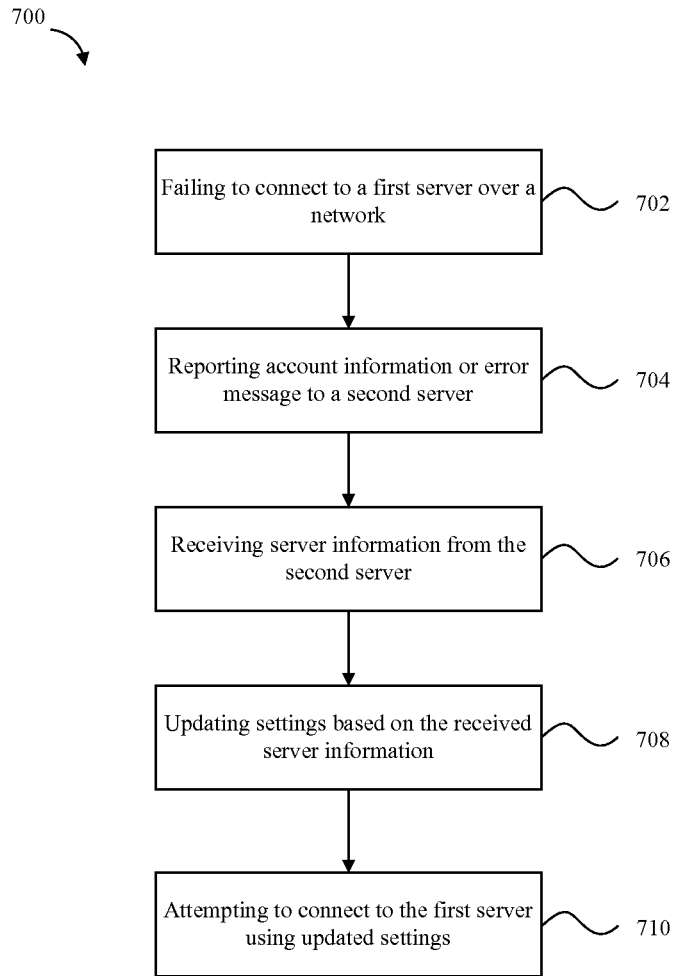 700
Failing to connect to a first server over a
network
702
Reporting account information or error
message to a second server
704
Receiving server information from the
second server
706
Updating settings based on the received
server information
708
Attempting to connect to the first server
using updated settings
710